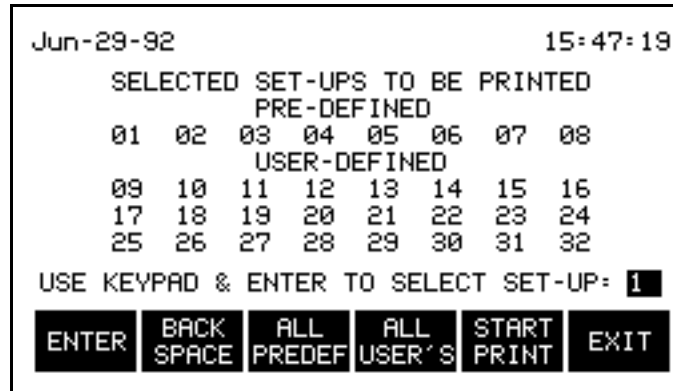 Jun-29-92 15:47:19
SELECTED SET-UPS TO BE PRINTED
PRE-DEFINED
01 02 03 04 05 06 07 08
USER-DEFINED
09 10 11 12 13 14 15 16
17 18 19 20 21 22 23 24
25 26 27 28 29 30 31 32
USE KEYPAD & ENTER TO SELECT SET-UP: 1
ENTER
BACK
SPACE
ALL
PREDEF
ALL
USER'S
START
PRINT
EXIT